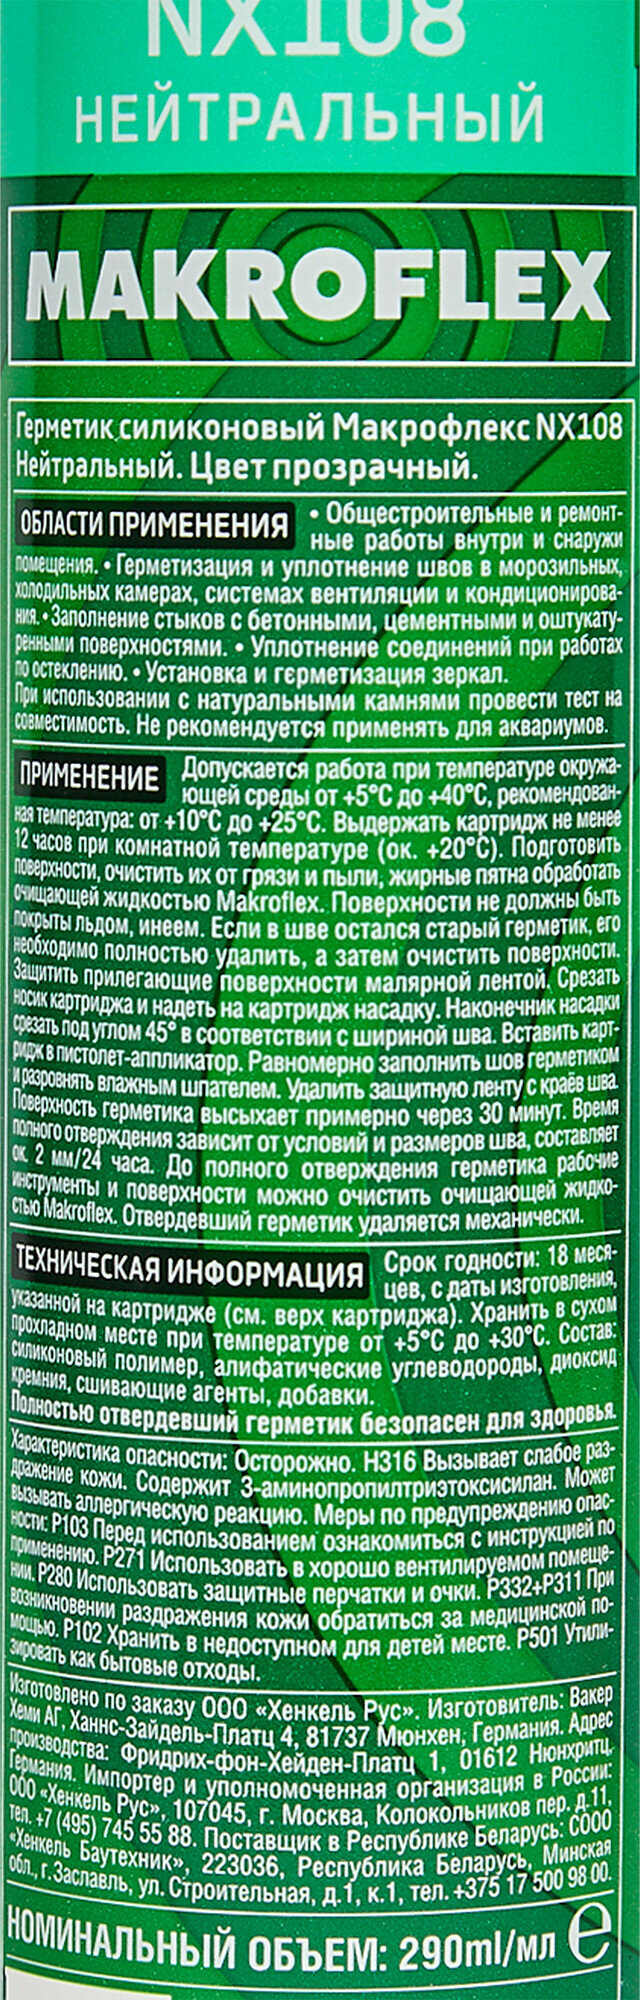 NX108
НЕЙТРАЛЬНЫЙ
MAKROFLEX
Герметик силиконовый Макрофлекс NX108
Нейтральный. Цвет прозрачный.
ОБЛАСТИ ПРИМЕНЕНИЯ • Общестроительные и ремонт-
ные работы внутри и снаружи
помещения. • Герметизация и уплотнение швов в морозильных,
холодильных камерах, системах вентиляции и кондиционирова-
ния. • Заполнение стыков с бетонными, цементными и оштукату-
ренными поверхностями. • Уплотнение соединений при работах
по остеклению. • Установка и герметизация зеркал.
При использовании с натуральными камнями провести тест на
совместимость. Не рекомендуется применять для аквариумов.
ПРИМЕНЕНИЕ Допускается работа при температуре окружа-
ющей среды от +5°C до +40°C, рекомендован-
ная температура: от +10°C до +25°C. Выдержать картридж не менее
12 часов при комнатной температуре (ок. +20°C). Подготовить
поверхности, очистить их от грязи и пыли, жирные пятна обработать
очищающей жидкостью Makroflex. Поверхности не должны быть
покрыты льдом, инеем. Если в шве остался старый герметик, его
необходимо полностью удалить, а затем очистить поверхности.
Защитить прилегающие поверхности малярной лентой. Срезать
носик картриджа и надеть на картридж насадку. Наконечник насадки
срезать под углом 45° в соответствии с шириной шва. Вставить карт-
ридж в пистолет-аппликатор. Равномерно заполнить шов герметиком
и разровнять влажным шпателем. Удалить защитную ленту с краёв шва.
Поверхность герметика высыхает примерно через 30 минут. Время
полного отверждения зависит от условий и размеров шва, составляет
ок. 2 мм/24 часа. До полного отверждения герметика рабочие
инструменты и поверхности можно очистить очищающей жидко-
стью Makroflex. Отвердевший герметик удаляется механически.
ТЕХНИЧЕСКАЯ ИНФОРМАЦИЯ Срок годности: 18 меся-
цев, с даты изготовления,
указанной на картридже (см. верх картриджа). Хранить в сухом
прохладном месте при температуре от +5°C до +30°C. Состав:
силиконовый полимер, алифатические углеводороды, диоксид
кремния, сшивающие агенты, добавки.
Полностью отвердевший герметик безопасен для здоровья.
Характеристика опасности: Осторожно. H316 Вызывает слабое раз-
дражение кожи. Содержит 3-аминопропилтриэтоксисилан. Может
вызывать аллергическую реакцию. Меры по предупреждению опас-
ности: P103 Перед использованием ознакомиться с инструкцией по
применению. P271 Использовать в хорошо вентилируемом помеще-
нии. P280 Использовать защитные перчатки и очки. P332+P311 При
возникновении раздражения кожи обратиться за медицинской по-
мощью. P102 Хранить в недоступном для детей месте. P501 Утили-
зировать как бытовые отходы.
Изготовлено по заказу ООО «Хенкель Рус». Изготовитель: Вакер
Хеми АГ, Ханнс-Зайдель-Платц 4, 81737 Мюнхен, Германия. Адрес
производства: Фридрих-фон-Хейден-Платц 1, 01612 Нюнхритц,
Германия. Импортер и уполномоченная организация в России:
ООО «Хенкель Рус», 107045, г. Москва, Колокольников пер. д.11,
тел. +7 (495) 745 55 88. Поставщик в Республике Беларусь: СООО
«Хенкель Баутехник», 223036, Республика Беларусь, Минская
обл., г. Заславль, ул. Строительная, д.1, к.1, тел. +375 17 500 98 00.
НОМИНАЛЬНЫЙ ОБЪЕМ: 290ml/мл ℮